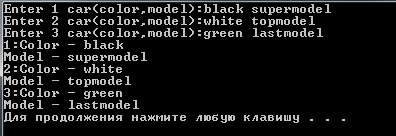 Enter 1 car(color,model):black supermodel
Enter 2 car(color,model):white topmodel
Enter 3 car(color,model):green lastmodel
1:Color - black
Model - supermodel
2:Color - white
Model - topmodel
3:Color - green
Model - lastmodel
Для продолжения нажмите любую клавишу . . .